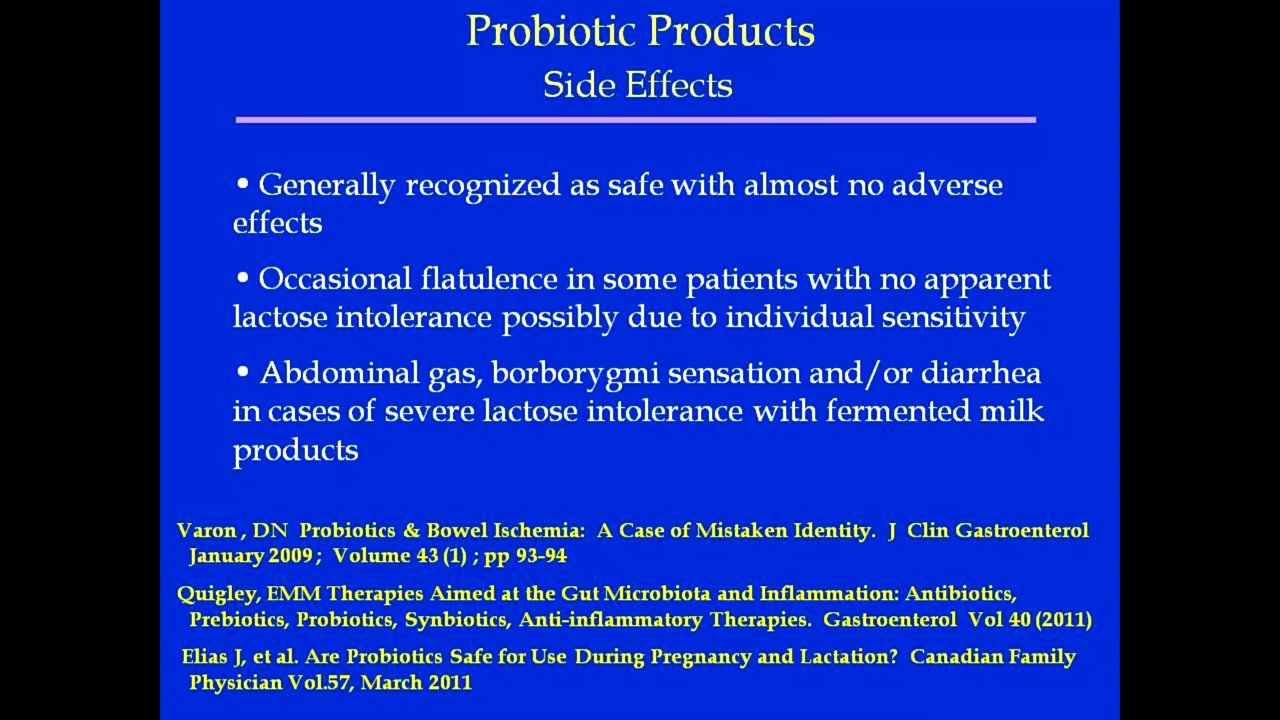 Probiotic Products
Side Effects
• Generally recognized as safe with almost no adverse
effects
• Occasional flatulence in some patients with no apparent
lactose intolerance possibly due to individual sensitivity
• Abdominal gas, borborygmi sensation and/or diarrhea
in cases of severe lactose intolerance with fermented milk
products
Varon , DN Probiotics & Bowel Ischemia: A Case of Mistaken Identity. J Clin Gastroenterol
January 2009 ; Volume 43 (1) ; pp 93-94
Quigley, EMM Therapies Aimed at the Gut Microbiota and Inflammation: Antibiotics,
Prebiotics, Probiotics, Synbiotics, Anti-inflammatory Therapies. Gastroenterol Vol 40 (2011)
Elias J, et al. Are Probiotics Safe for Use During Pregnancy and Lactation? Canadian Family
Physician Vol.57, March 2011